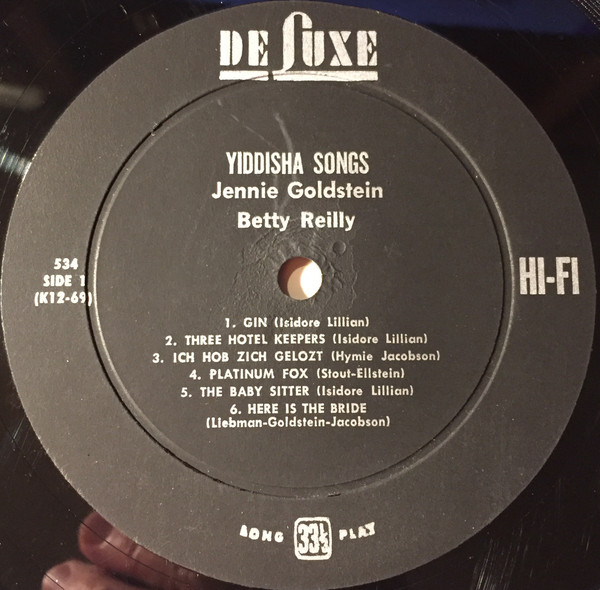 DE LUXE
YIDDISHA SONGS
Jennie Goldstein
Betty Reilly
534
SIDE 1
(K12-69)
HI-FI
1. GIN (Isidore Lillian)
2. THREE HOTEL KEEPERS (Isidore Lillian)
3. ICH HOB ZICH GELOZT (Hymie Jacobson)
4. PLATINUM FOX (Stout-Ellstein)
5. THE BABY SITTER (Isidore Lillian)
6. HERE IS THE BRIDE
(Liebman-Goldstein-Jacobson)
LONG 33⅓ PLAY